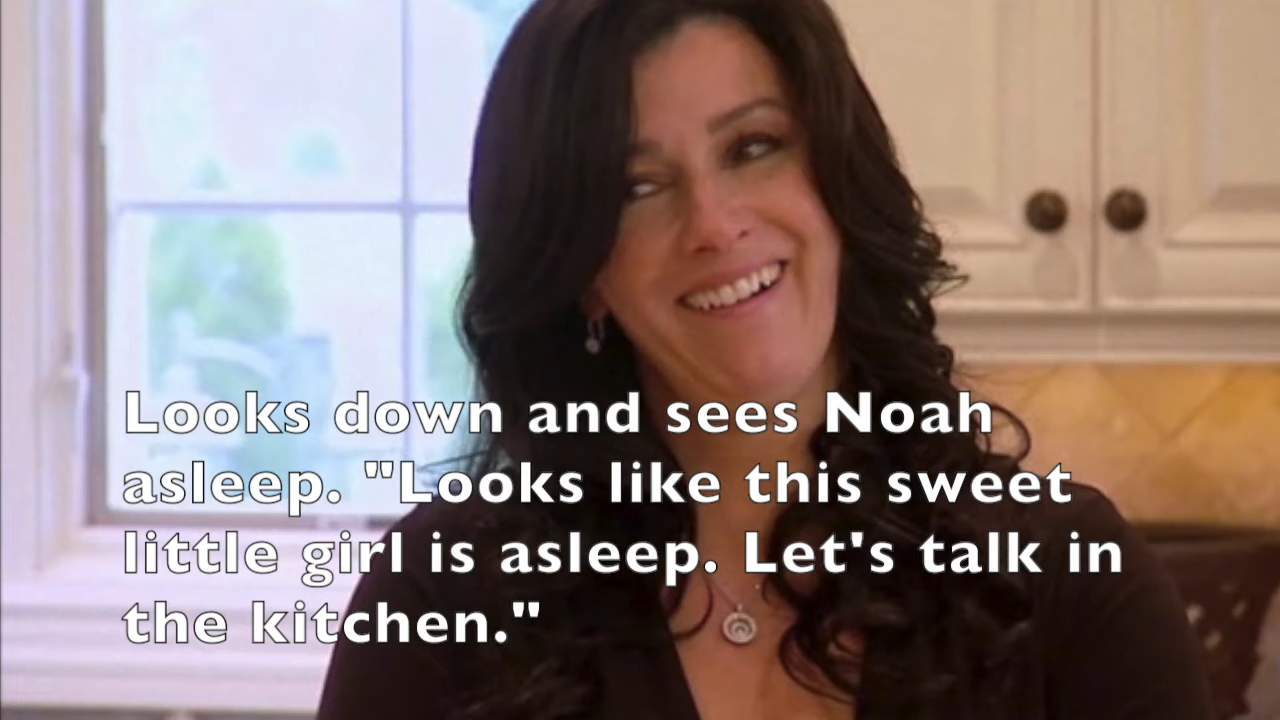 Looks down and sees Noah
asleep. "Looks like this sweet
little girl is asleep. Let's talk in
the kitchen."